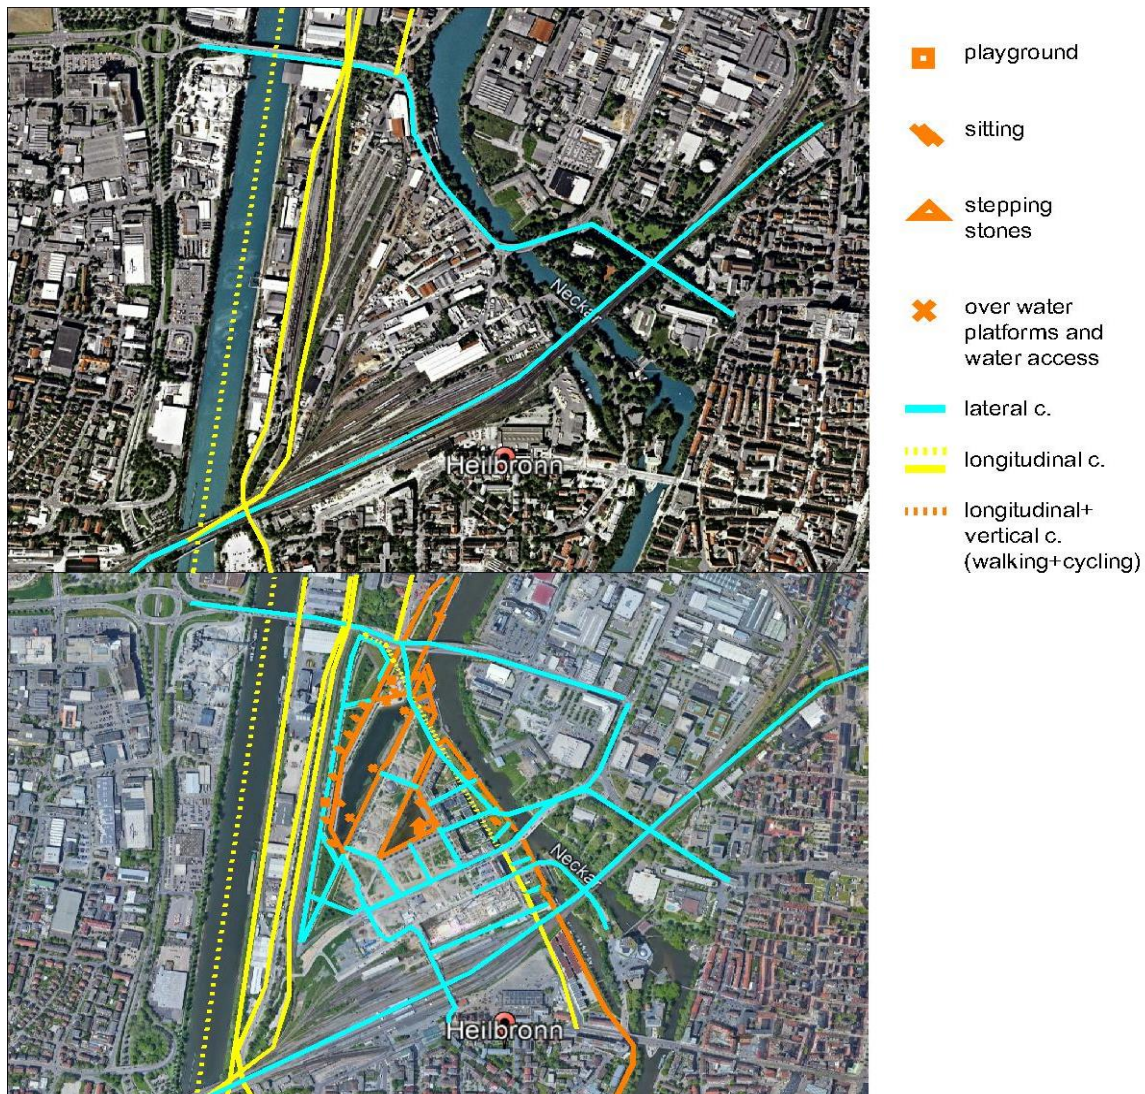 playground
sitting
stepping
stones
over water
platforms and
water access
lateral c.
longitudinal c.
longitudinal+
vertical c.
(walking+cycling)
Neckar
Heilbronn
Neckar
Heilbronn